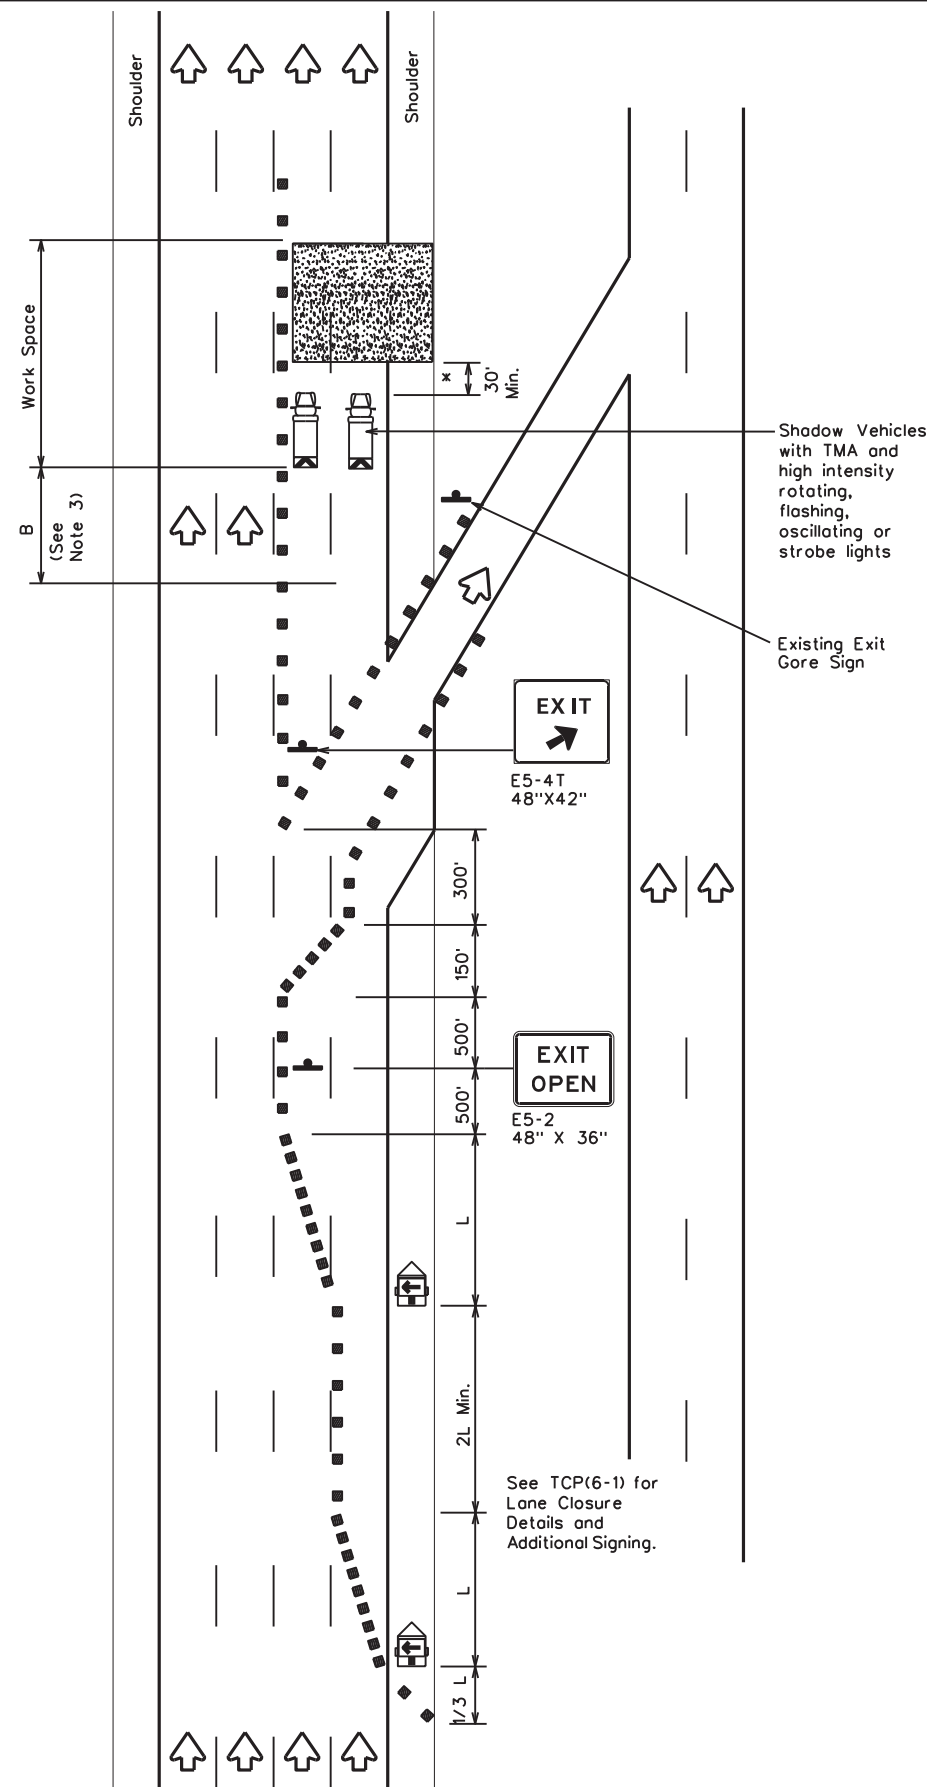 Shoulder
Shoulder
Work Space
*
30'
Min.
Shadow Vehicles
with TMA and
high intensity
rotating,
flashing,
oscillating or
strobe lights
B
(See
Note 3)
Existing Exit
Gore Sign
EXIT
E5-4T
48"X42"
300'
150'
500'
EXIT
OPEN
500'
E5-2
48" X 36"
L
2L Min.
See TCP(6-1) for
Lane Closure
Details and
Additional Signing.
L
1/3 L